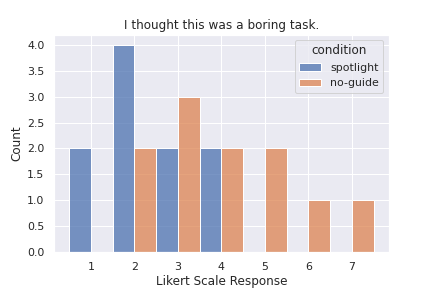 I thought this was a boring task.
condition
spotlight
no-guide
4.0
3.5
3.0
2.5
2.0
1.5
1.0
0.5
0.0
Count
1 2 3 4 5 6 7
Likert Scale Response